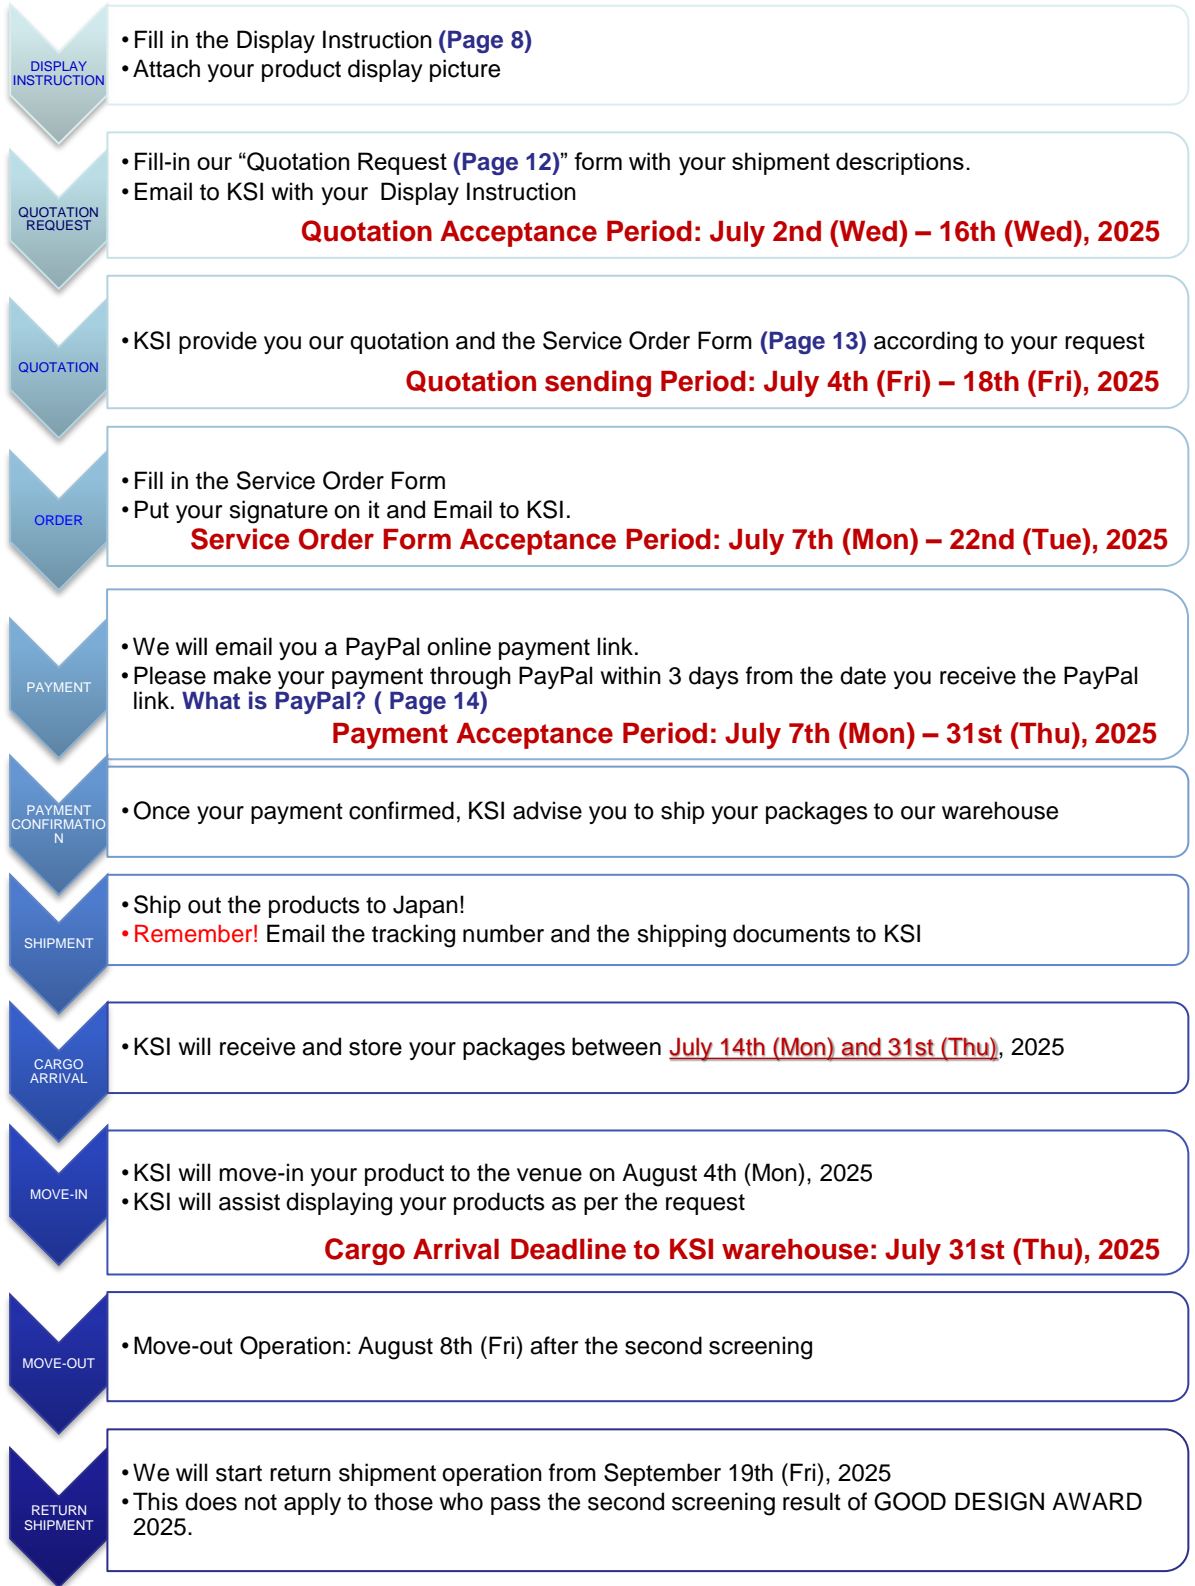 DISPLAY
INSTRUCTION
• Fill in the Display Instruction (Page 8)
• Attach your product display picture
QUOTATION
REQUEST
• Fill-in our “Quotation Request (Page 12)” form with your shipment descriptions.
• Email to KSI with your Display Instruction
Quotation Acceptance Period: July 2nd (Wed) – 16th (Wed), 2025
QUOTATION
• KSI provide you our quotation and the Service Order Form (Page 13) according to your request
Quotation sending Period: July 4th (Fri) – 18th (Fri), 2025
ORDER
• Fill in the Service Order Form
• Put your signature on it and Email to KSI.
Service Order Form Acceptance Period: July 7th (Mon) – 22nd (Tue), 2025
PAYMENT
• We will email you a PayPal online payment link.
• Please make your payment through PayPal within 3 days from the date you receive the PayPal
link. What is PayPal? ( Page 14)
Payment Acceptance Period: July 7th (Mon) – 31st (Thu), 2025
PAYMENT
CONFIRMATIO
N
• Once your payment confirmed, KSI advise you to ship your packages to our warehouse
SHIPMENT
• Ship out the products to Japan!
• Remember! Email the tracking number and the shipping documents to KSI
CARGO
ARRIVAL
• KSI will receive and store your packages between July 14th (Mon) and 31st (Thu), 2025
MOVE-IN
• KSI will move-in your product to the venue on August 4th (Mon), 2025
• KSI will assist displaying your products as per the request
Cargo Arrival Deadline to KSI warehouse: July 31st (Thu), 2025
MOVE-OUT
• Move-out Operation: August 8th (Fri) after the second screening
RETURN
SHIPMENT
• We will start return shipment operation from September 19th (Fri), 2025
• This does not apply to those who pass the second screening result of GOOD DESIGN AWARD
2025.